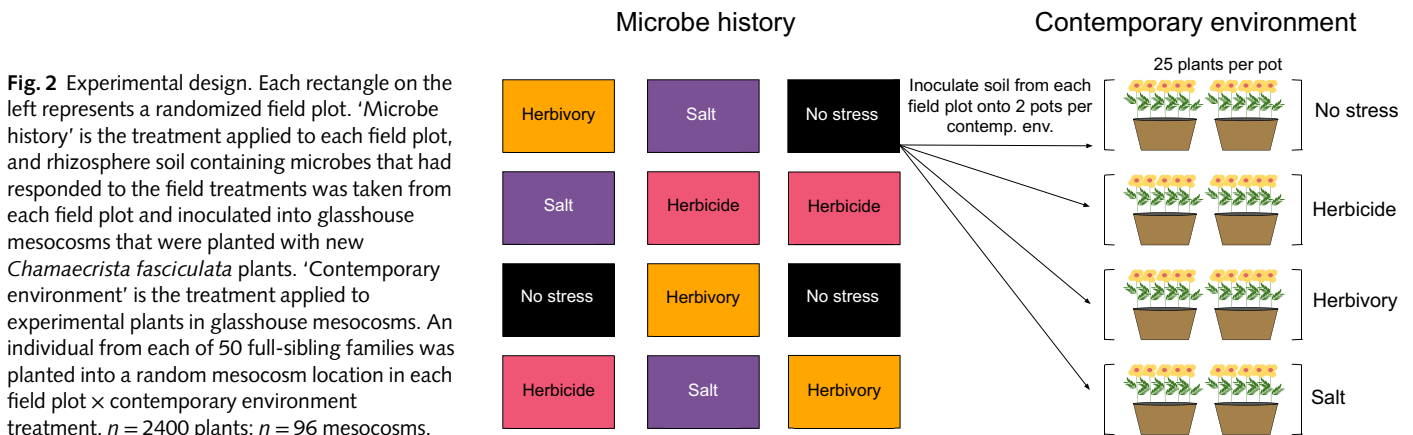 Fig. 2 Experimental design. Each rectangle on the
left represents a randomized field plot. 'Microbe
history' is the treatment applied to each field plot,
and rhizosphere soil containing microbes that had
responded to the field treatments was taken from
each field plot and inoculated into glasshouse
mesocosms that were planted with new
Chamaecrista fasciculata plants. 'Contemporary
environment' is the treatment applied to
experimental plants in glasshouse mesocosms. An
individual from each of 50 full-sibling families was
planted into a random mesocosm location in each
field plot × contemporary environment
treatment. n = 2400 plants; n = 96 mesocosms.
Microbe history
Herbivory
Salt
No stress
Salt
Herbicide
Herbicide
No stress
Herbivory
No stress
Herbicide
Salt
Herbivory
Inoculate soil from each
field plot onto 2 pots per
contemp. env.
Contemporary environment
25 plants per pot
No stress
Herbicide
Herbivory
Salt